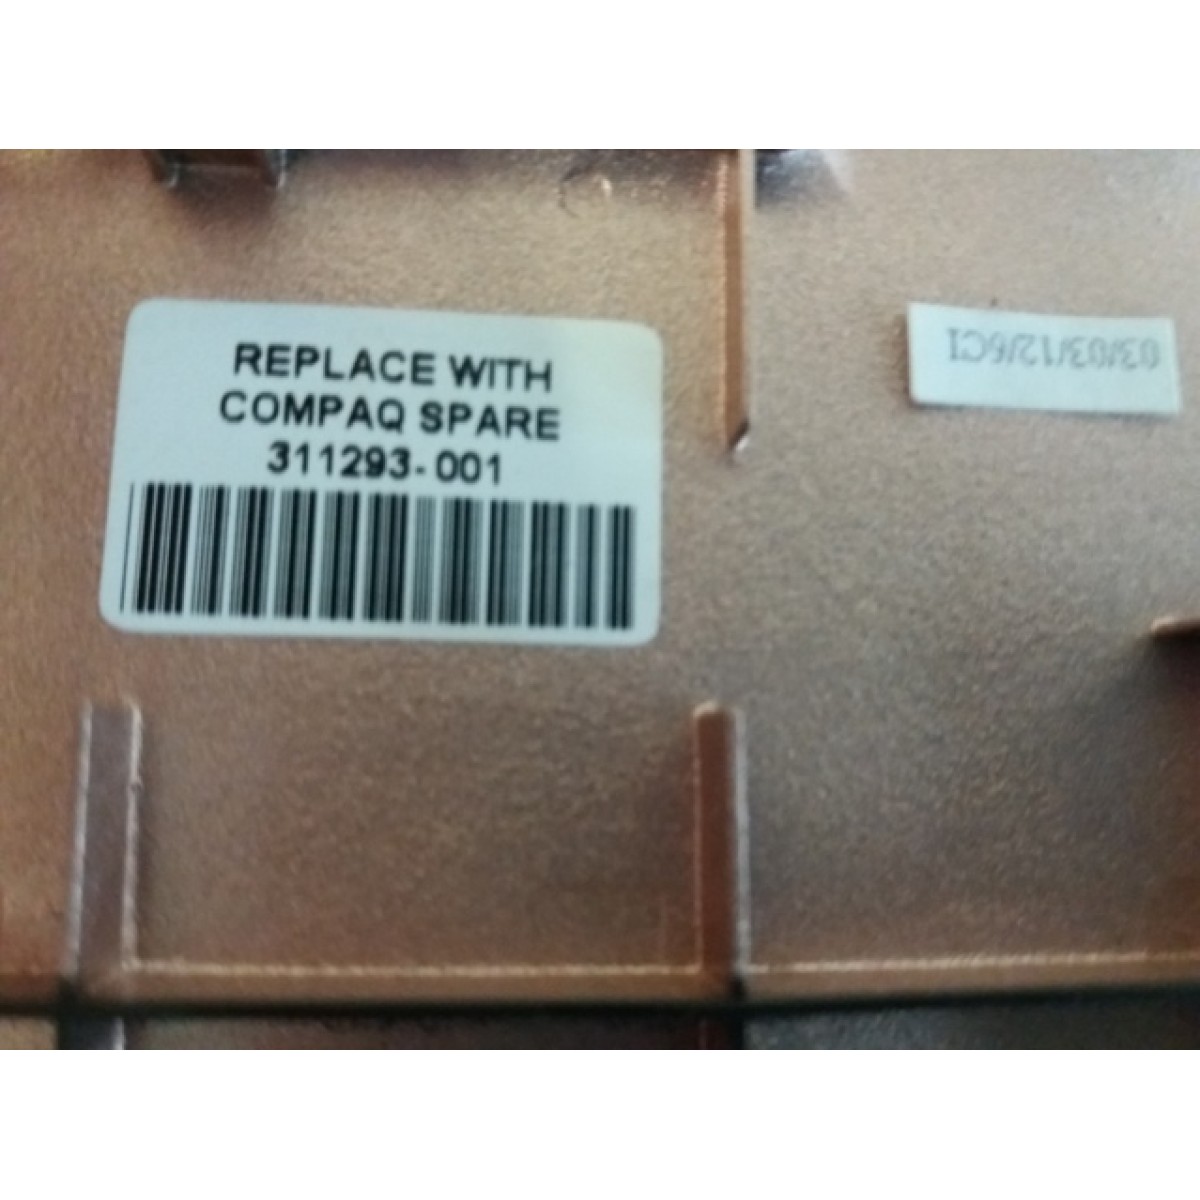 REPLACE WITH
COMPAQ SPARE
311293-001
03/03/12/6CI